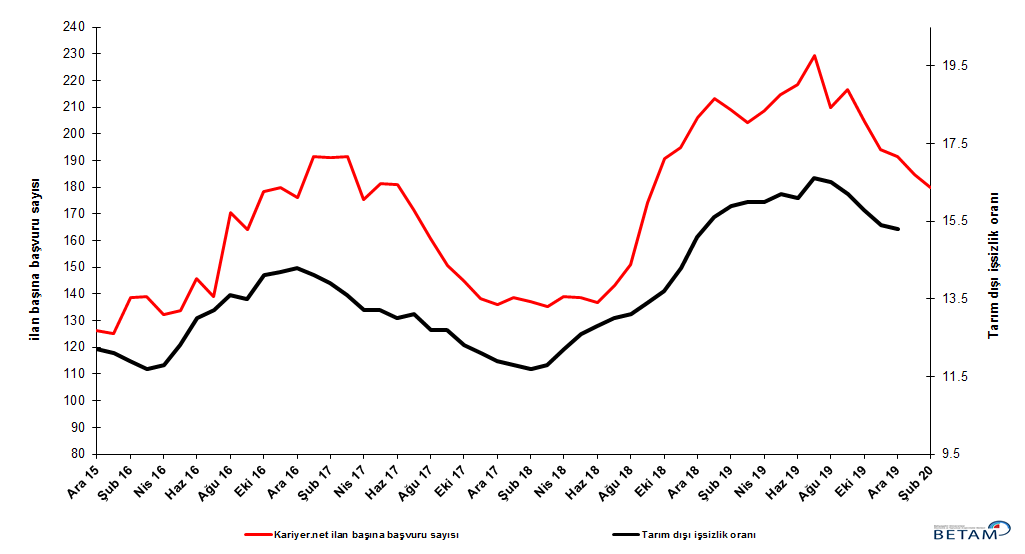 240
230
220
210
200
190
180
170
160
150
140
130
120
110
100
90
80
ilan başına başvuru sayısı
19.5
17.5
15.5
13.5
11.5
9.5
Tarım dışı işsizlik oranı
Ara 15
Şub 16
Nis 16
Haz 16
Ağu 16
Eki 16
Ara 16
Şub 17
Nis 17
Haz 17
Ağu 17
Eki 17
Ara 17
Şub 18
Nis 18
Haz 18
Ağu 18
Eki 18
Ara 18
Şub 19
Nis 19
Haz 19
Ağu 19
Eki 19
Ara 19
Şub 20
Kariyer.net ilan başına başvuru sayısı
Tarım dışı işsizlik oranı
BETAM